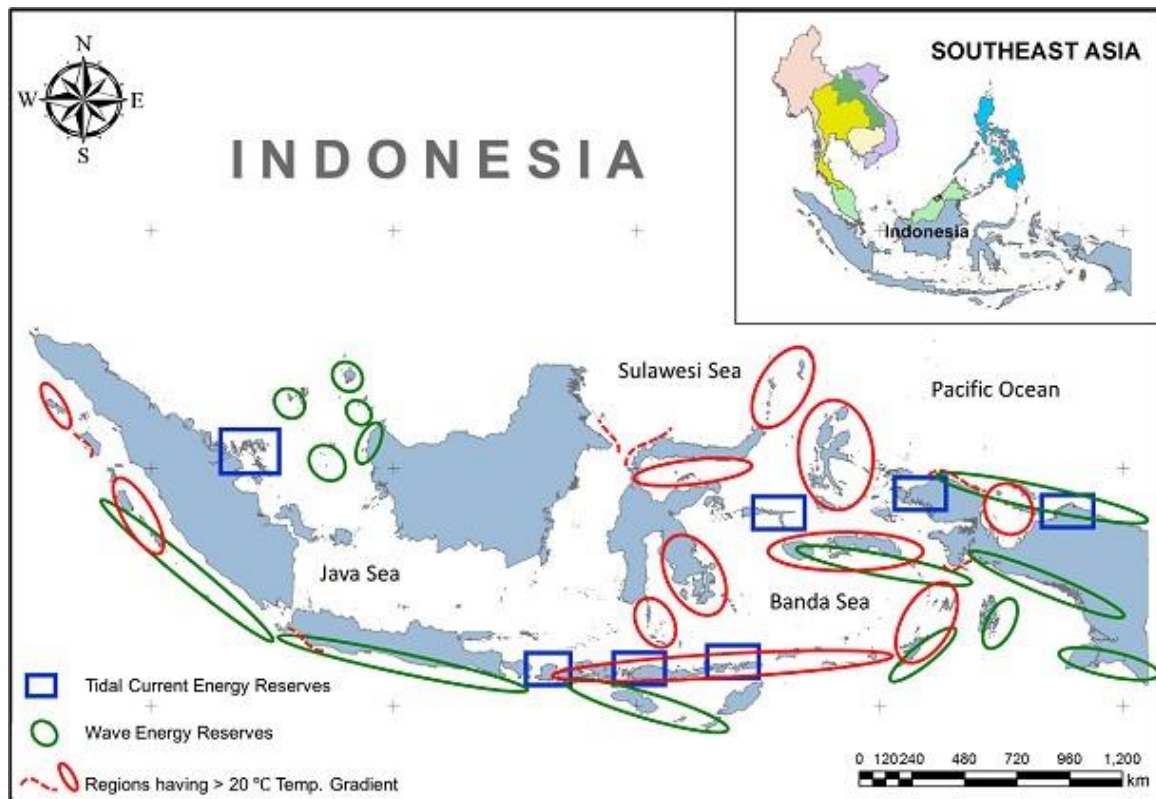 N
W E
S
INDONESIA
SOUTHEAST ASIA
Indonesia
Sulawesi Sea
Pacific Ocean
Java Sea
Banda Sea
Tidal Current Energy Reserves
Wave Energy Reserves
Regions having > 20 °C Temp. Gradient
0 120 240 480 720 960 1,200
km